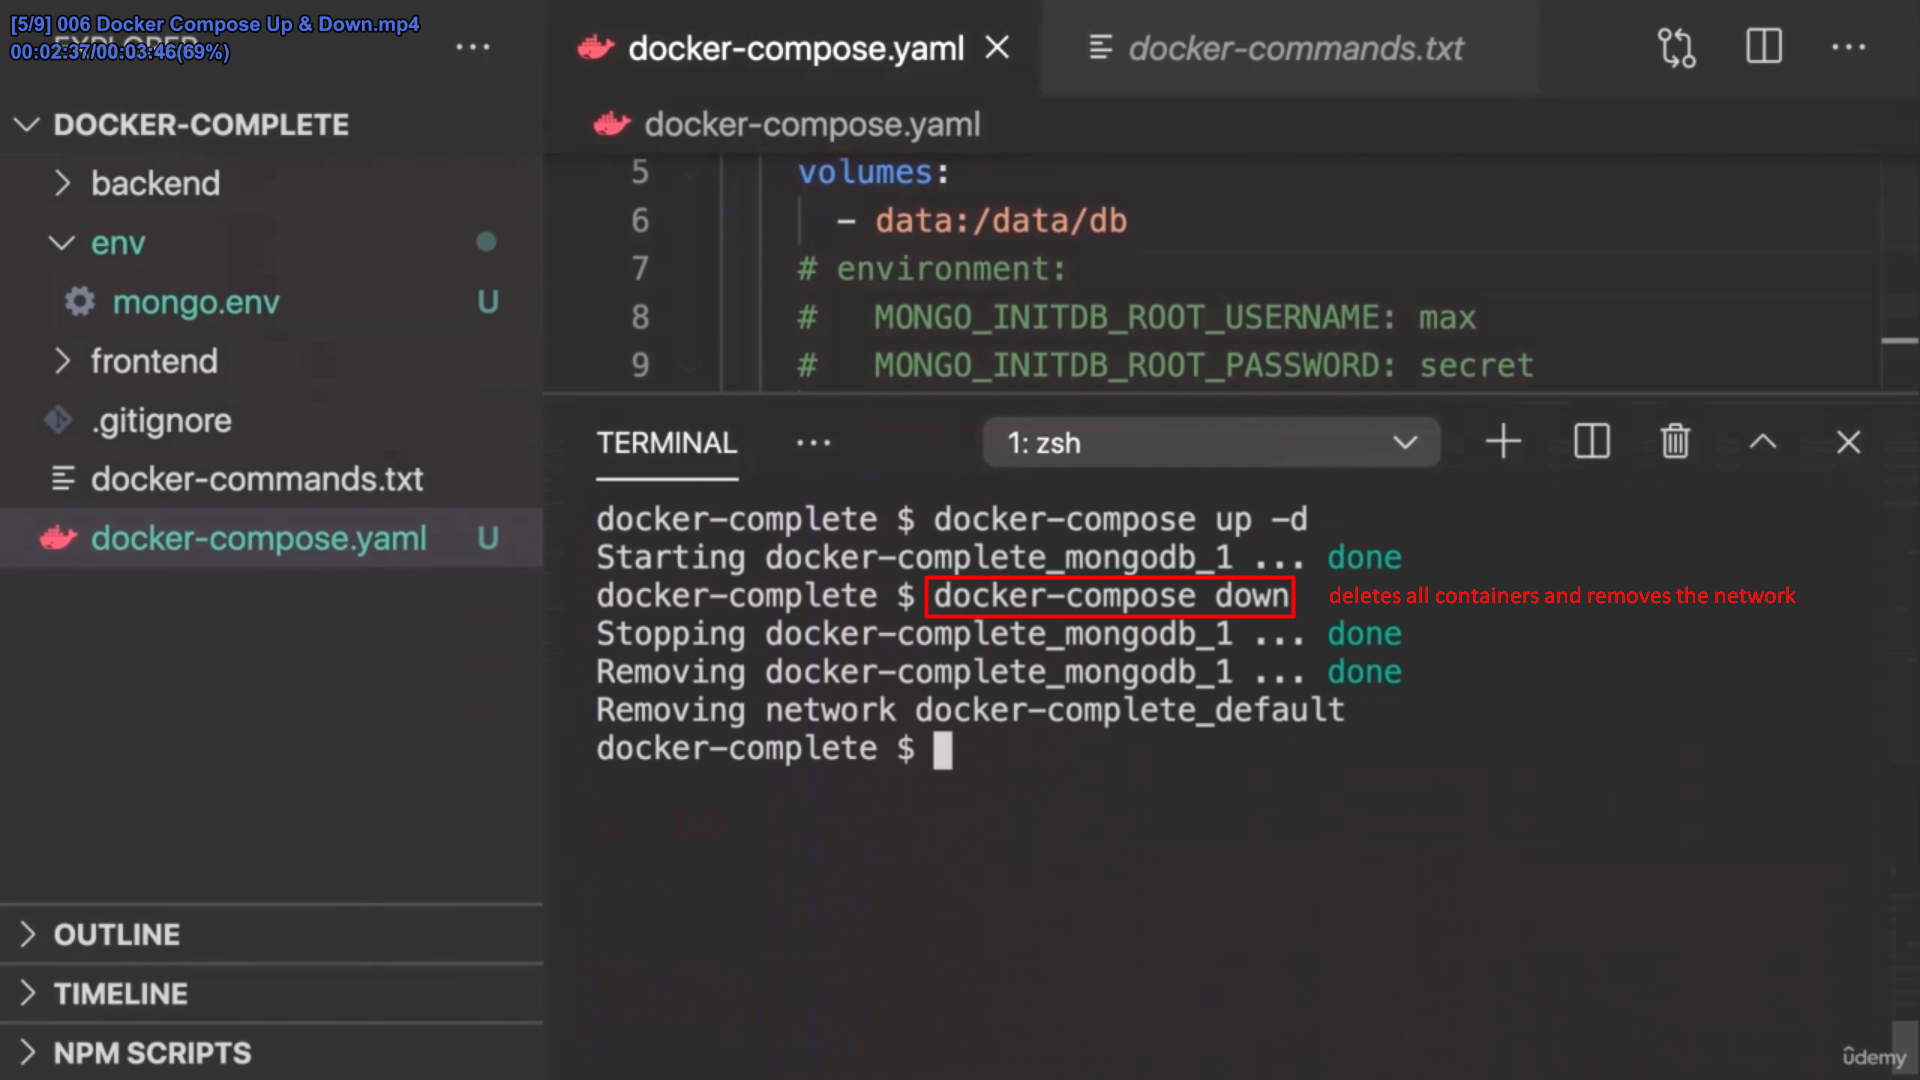 [5/9] 006 Docker Compose Up & Down.mp4
00:02:37/00:03:46(69%)
EXPLORER
DOCKER-COMPLETE
backend
env
mongo.env U
frontend
.gitignore
docker-commands.txt
docker-compose.yaml U
OUTLINE
TIMELINE
NPM SCRIPTS
docker-compose.yaml
docker-commands.txt
docker-compose.yaml
5 volumes:
6 - data:/data/db
7 # environment:
8 # MONGO_INITDB_ROOT_USERNAME: max
9 # MONGO_INITDB_ROOT_PASSWORD: secret
TERMINAL
1: zsh
docker-complete $ docker-compose up -d
Starting docker-complete_mongodb_1 ... done
docker-complete $ docker-compose down deletes all containers and removes the network
Stopping docker-complete_mongodb_1 ... done
Removing docker-complete_mongodb_1 ... done
Removing network docker-complete_default
docker-complete $
ûdemy